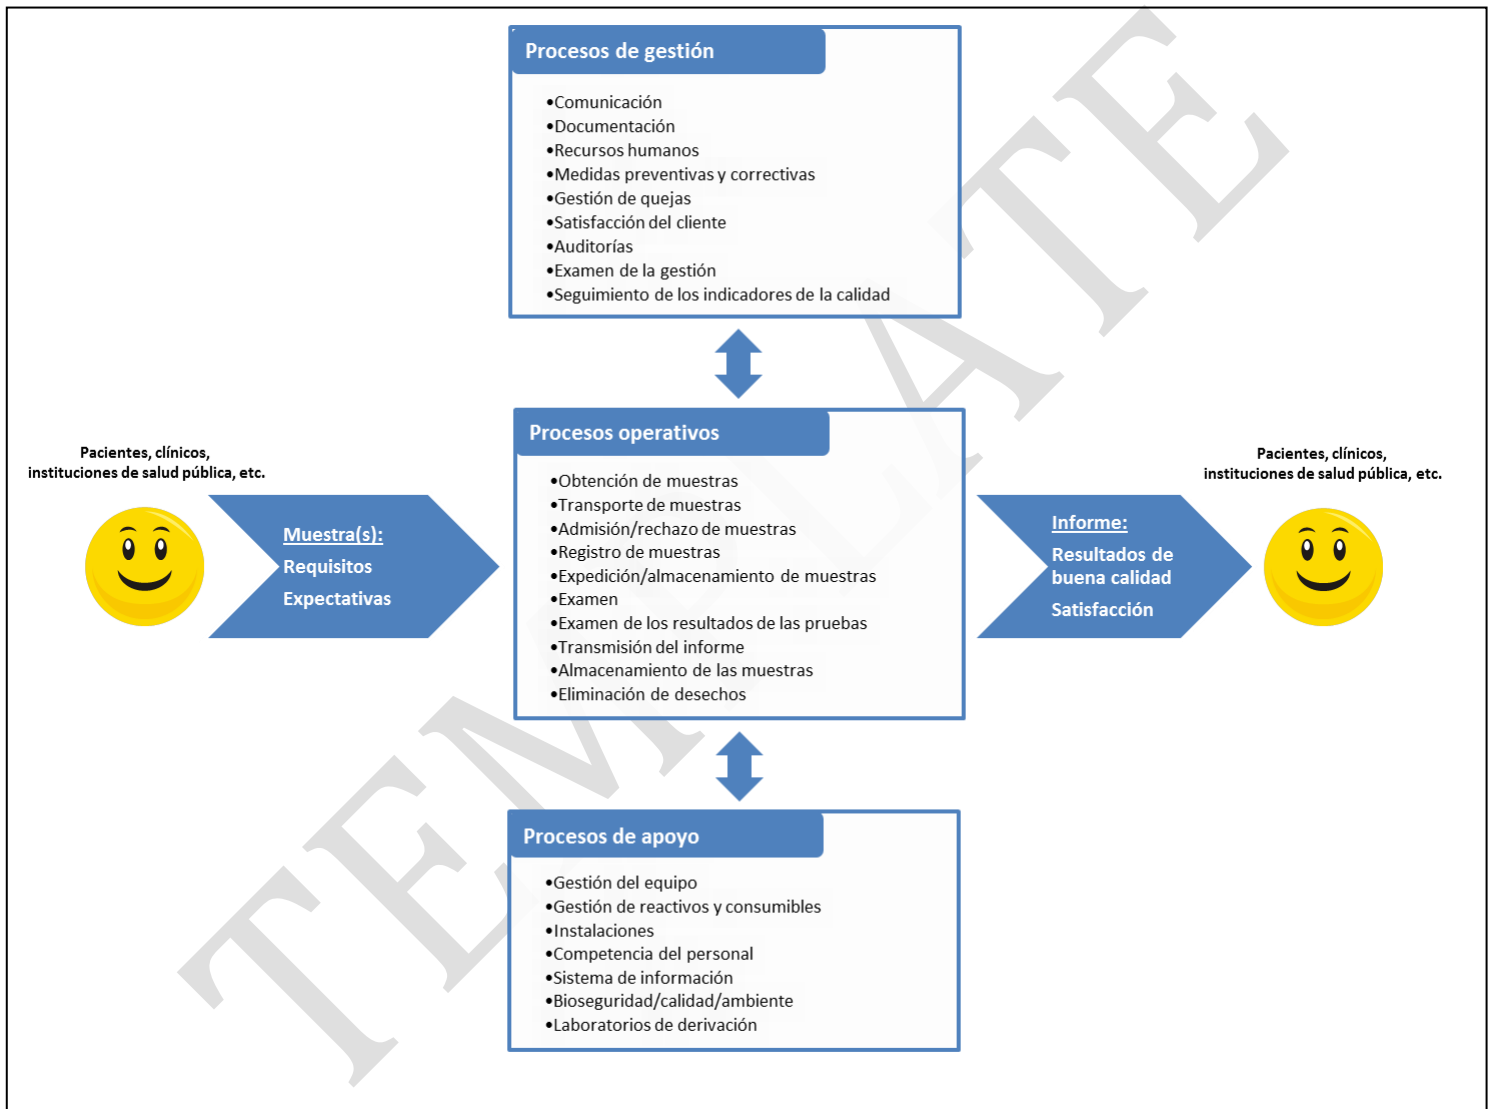 Procesos de gestión
•Comunicación
•Documentación
•Recursos humanos
•Medidas preventivas y correctivas
•Gestión de quejas
•Satisfacción del cliente
•Auditorías
•Examen de la gestión
•Seguimiento de los indicadores de la calidad
Pacientes, clínicos,
instituciones de salud pública, etc.
Muestra(s):
Requisitos
Expectativas
Procesos operativos
•Obtención de muestras
•Transporte de muestras
•Admisión/rechazo de muestras
•Registro de muestras
•Expedición/almacenamiento de muestras
•Examen
•Examen de los resultados de las pruebas
•Transmisión del informe
•Almacenamiento de las muestras
•Eliminación de desechos
Informe:
Resultados de
buena calidad
Satisfacción
Pacientes, clínicos,
instituciones de salud pública, etc.
Procesos de apoyo
•Gestión del equipo
•Gestión de reactivos y consumibles
•Instalaciones
•Competencia del personal
•Sistema de información
•Bioseguridad/calidad/ambiente
•Laboratorios de derivación
TEMPLATE